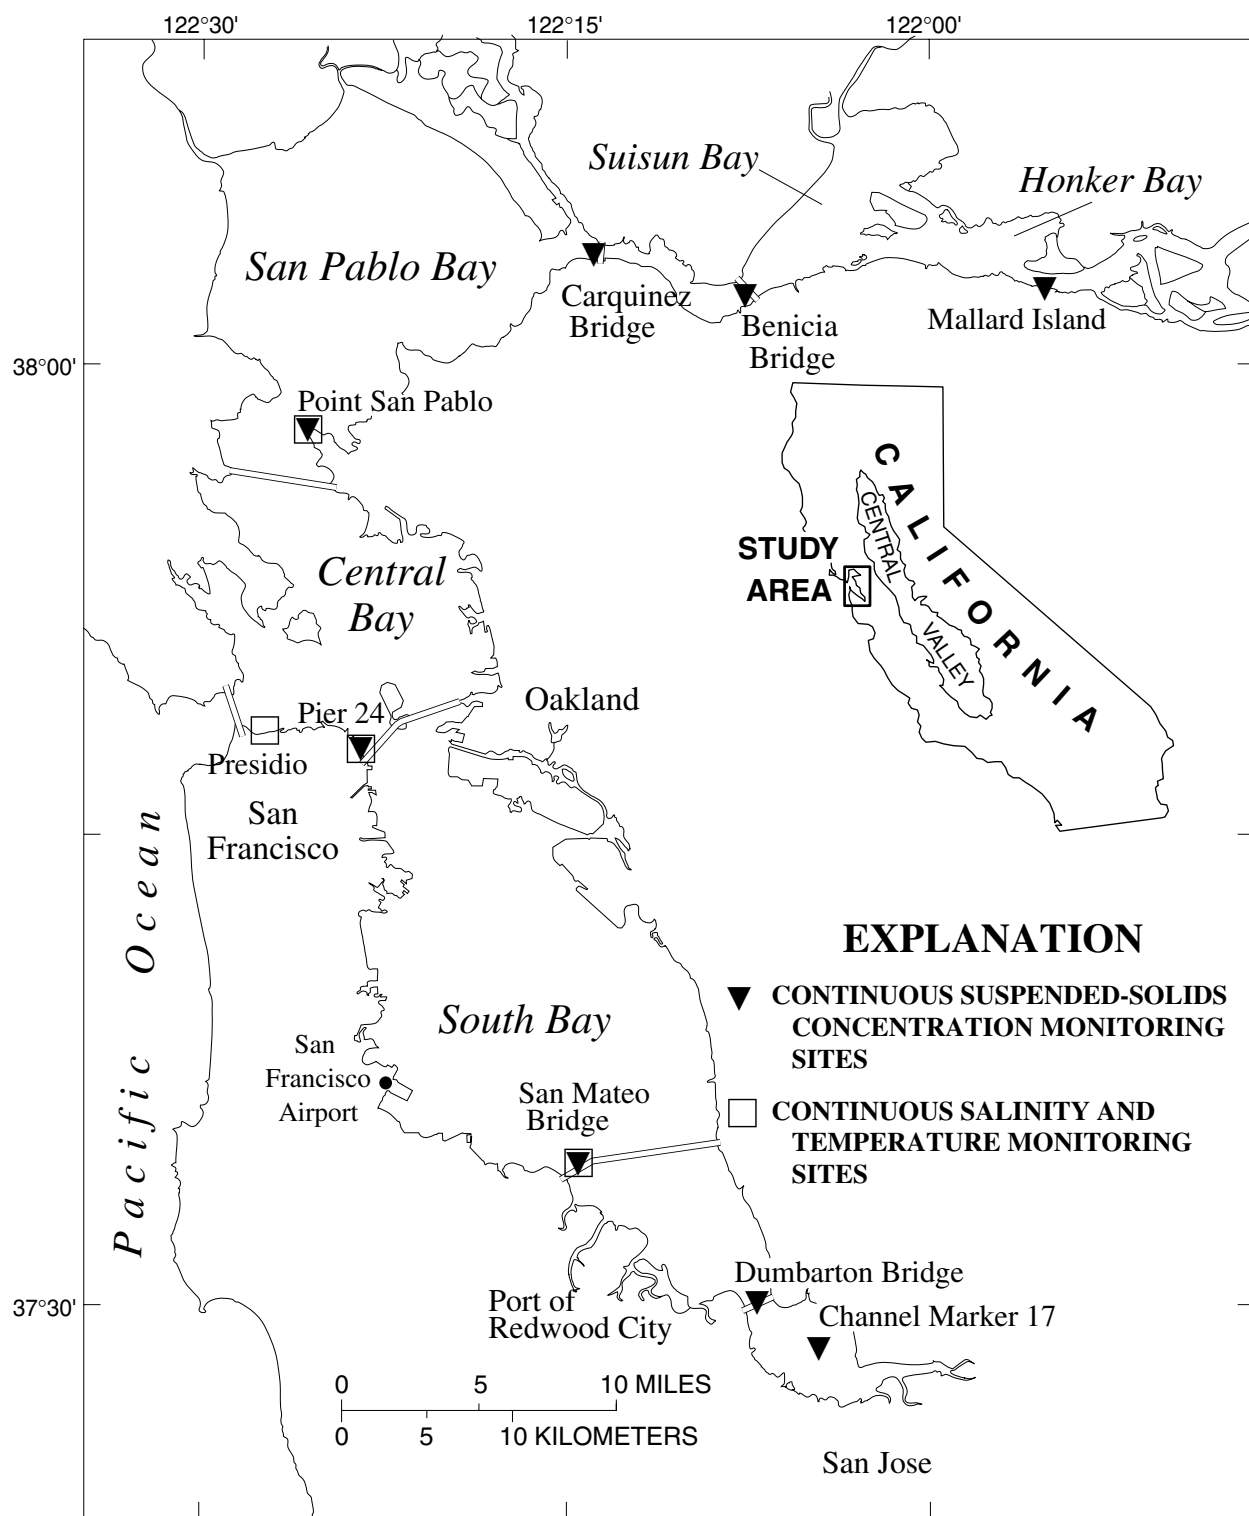 122°30'
122°15'
122°00'
Suisun Bay
Honker Bay
San Pablo Bay
Carquinez
Bridge
Benicia
Bridge
Mallard Island
38°00'
Point San Pablo
CALIFORNIA
CENTRAL
VALLEY
STUDY
AREA
Central
Bay
Oakland
Pier 24
Presidio
San
Francisco
Pacific Ocean
EXPLANATION
CONTINUOUS SUSPENDED-SOLIDS
CONCENTRATION MONITORING
SITES
CONTINUOUS SALINITY AND
TEMPERATURE MONITORING
SITES
South Bay
San
Francisco
Airport
San Mateo
Bridge
Dumbarton Bridge
37°30'
Port of
Redwood City
Channel Marker 17
0 5 10 MILES
0 5 10 KILOMETERS
San Jose